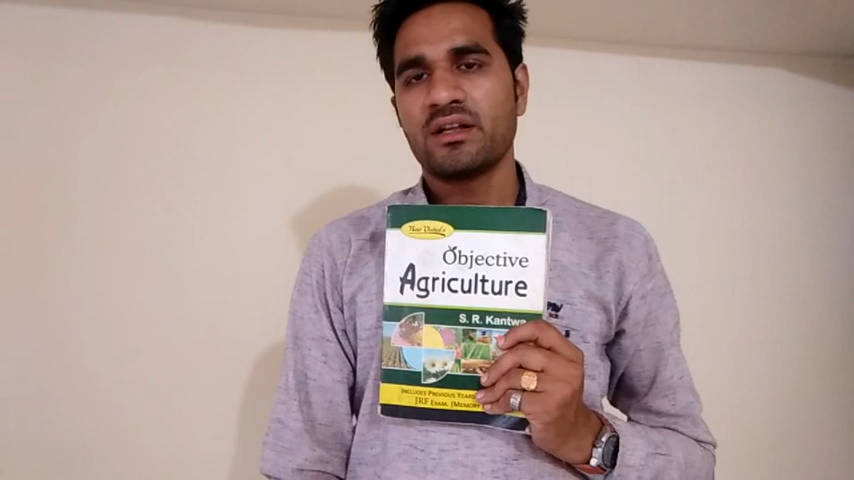 New Vishal's
Objective
Agriculture
S. R. Kantwa
INCLUDES PREVIOUS YEARS
JRF EXAM. (MEMORY